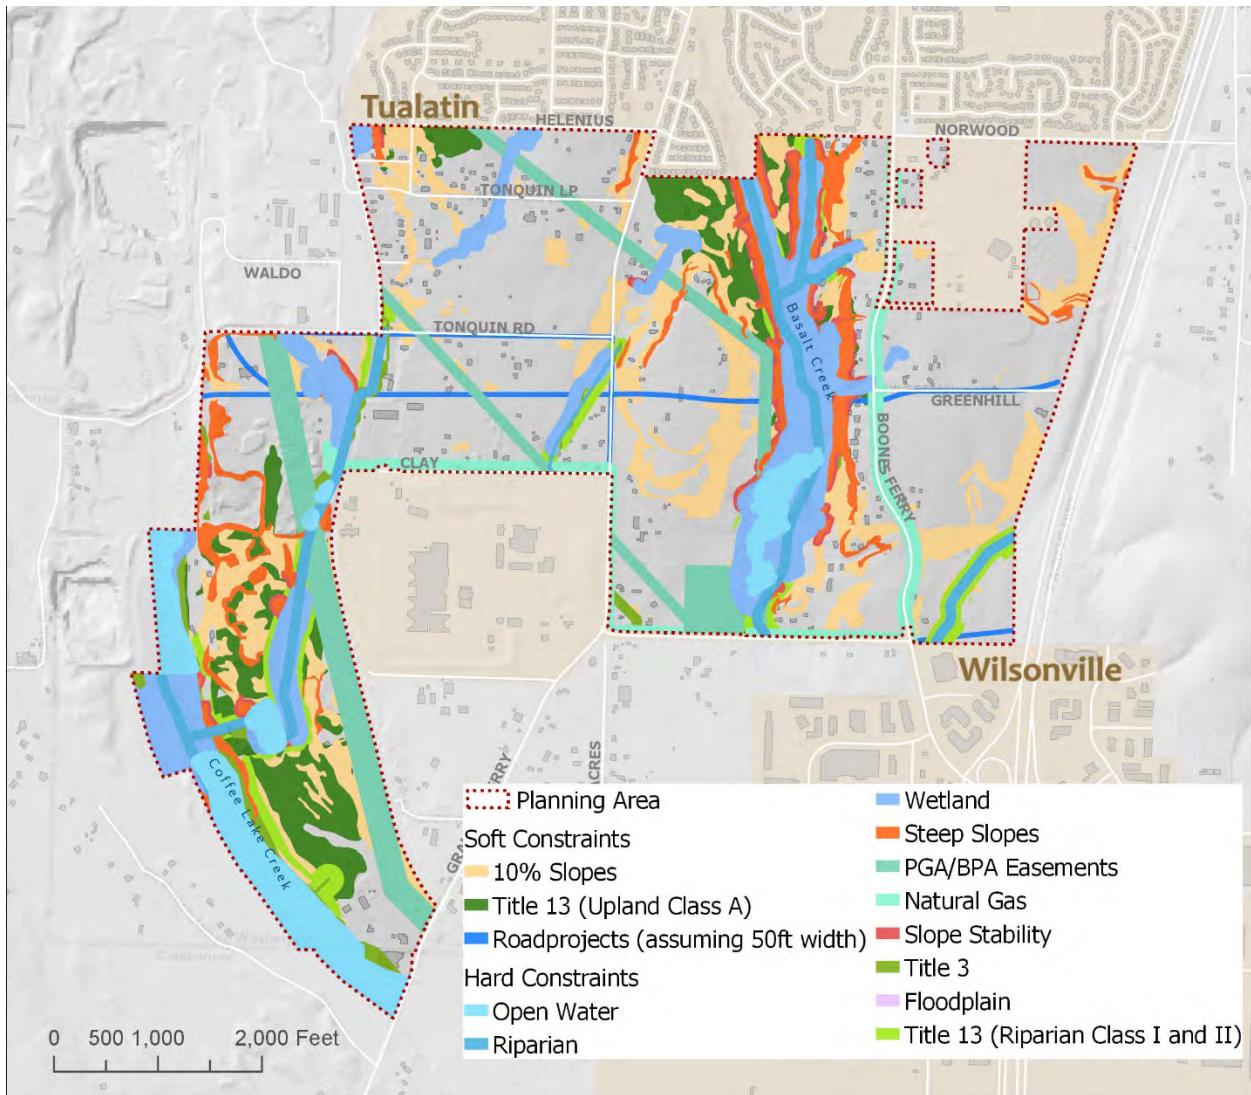 Tualatin
HELENIUS
NORWOOD
TONQUIN LP
WALDO
TONQUIN RD
Basalt Creek
GREENHILL
BOONES FERRY
CLAY
Wilsonville
Coffee Lake Creek
ACRES
Planning Area
Soft Constraints
10% Slopes
Title 13 (Upland Class A)
Roadprojects (assuming 50ft width)
Hard Constraints
Open Water
Riparian
Wetland
Steep Slopes
PGA/BPA Easements
Natural Gas
Slope Stability
Title 3
Floodplain
Title 13 (Riparian Class I and II)
0 500 1,000 2,000 Feet